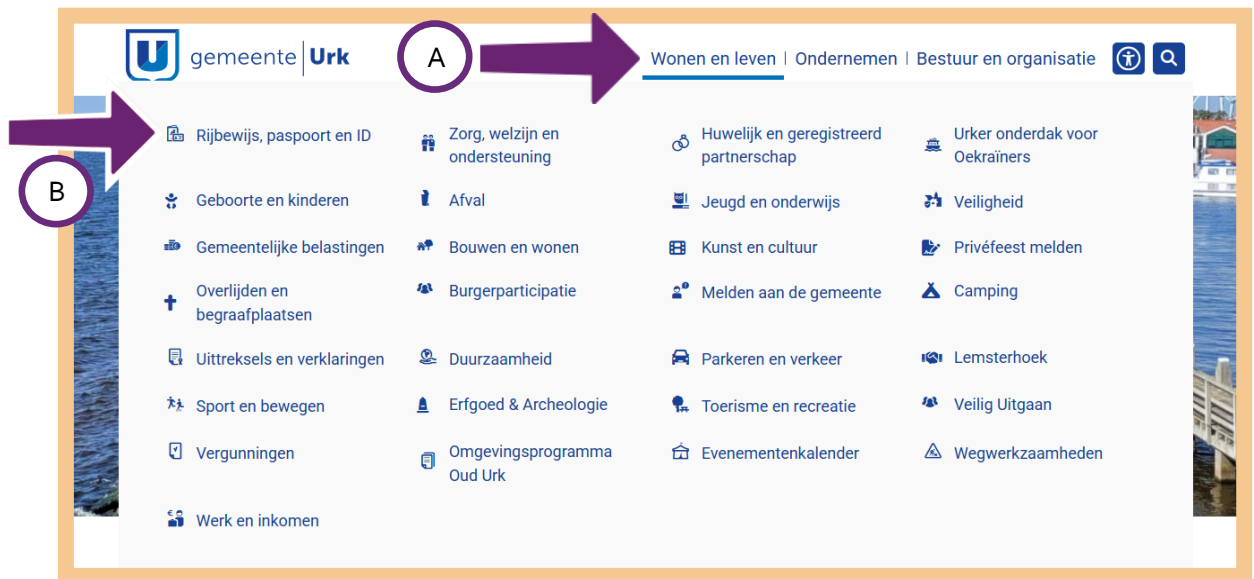 gemeente Urk
A
Wonen en leven | Ondernemen | Bestuur en organisatie
B
Rijbewijs, paspoort en ID
Zorg, welzijn en
ondersteuning
Huwelijk en geregistreerd
partnerschap
Urker onderdak voor
Oekraïners
Geboorte en kinderen
Afval
Jeugd en onderwijs
Veiligheid
Gemeentelijke belastingen
Bouwen en wonen
Kunst en cultuur
Privéfeest melden
Overlijden en
begraafplaatsen
Burgerparticipatie
Melden aan de gemeente
Camping
Uittreksels en verklaringen
Duurzaamheid
Parkeren en verkeer
Lemsterhoek
Sport en bewegen
Erfgoed & Archeologie
Toerisme en recreatie
Veilig Uitgaan
Vergunningen
Omgevingsprogramma
Oud Urk
Evenementenkalender
Wegwerkzaamheden
Werk en inkomen